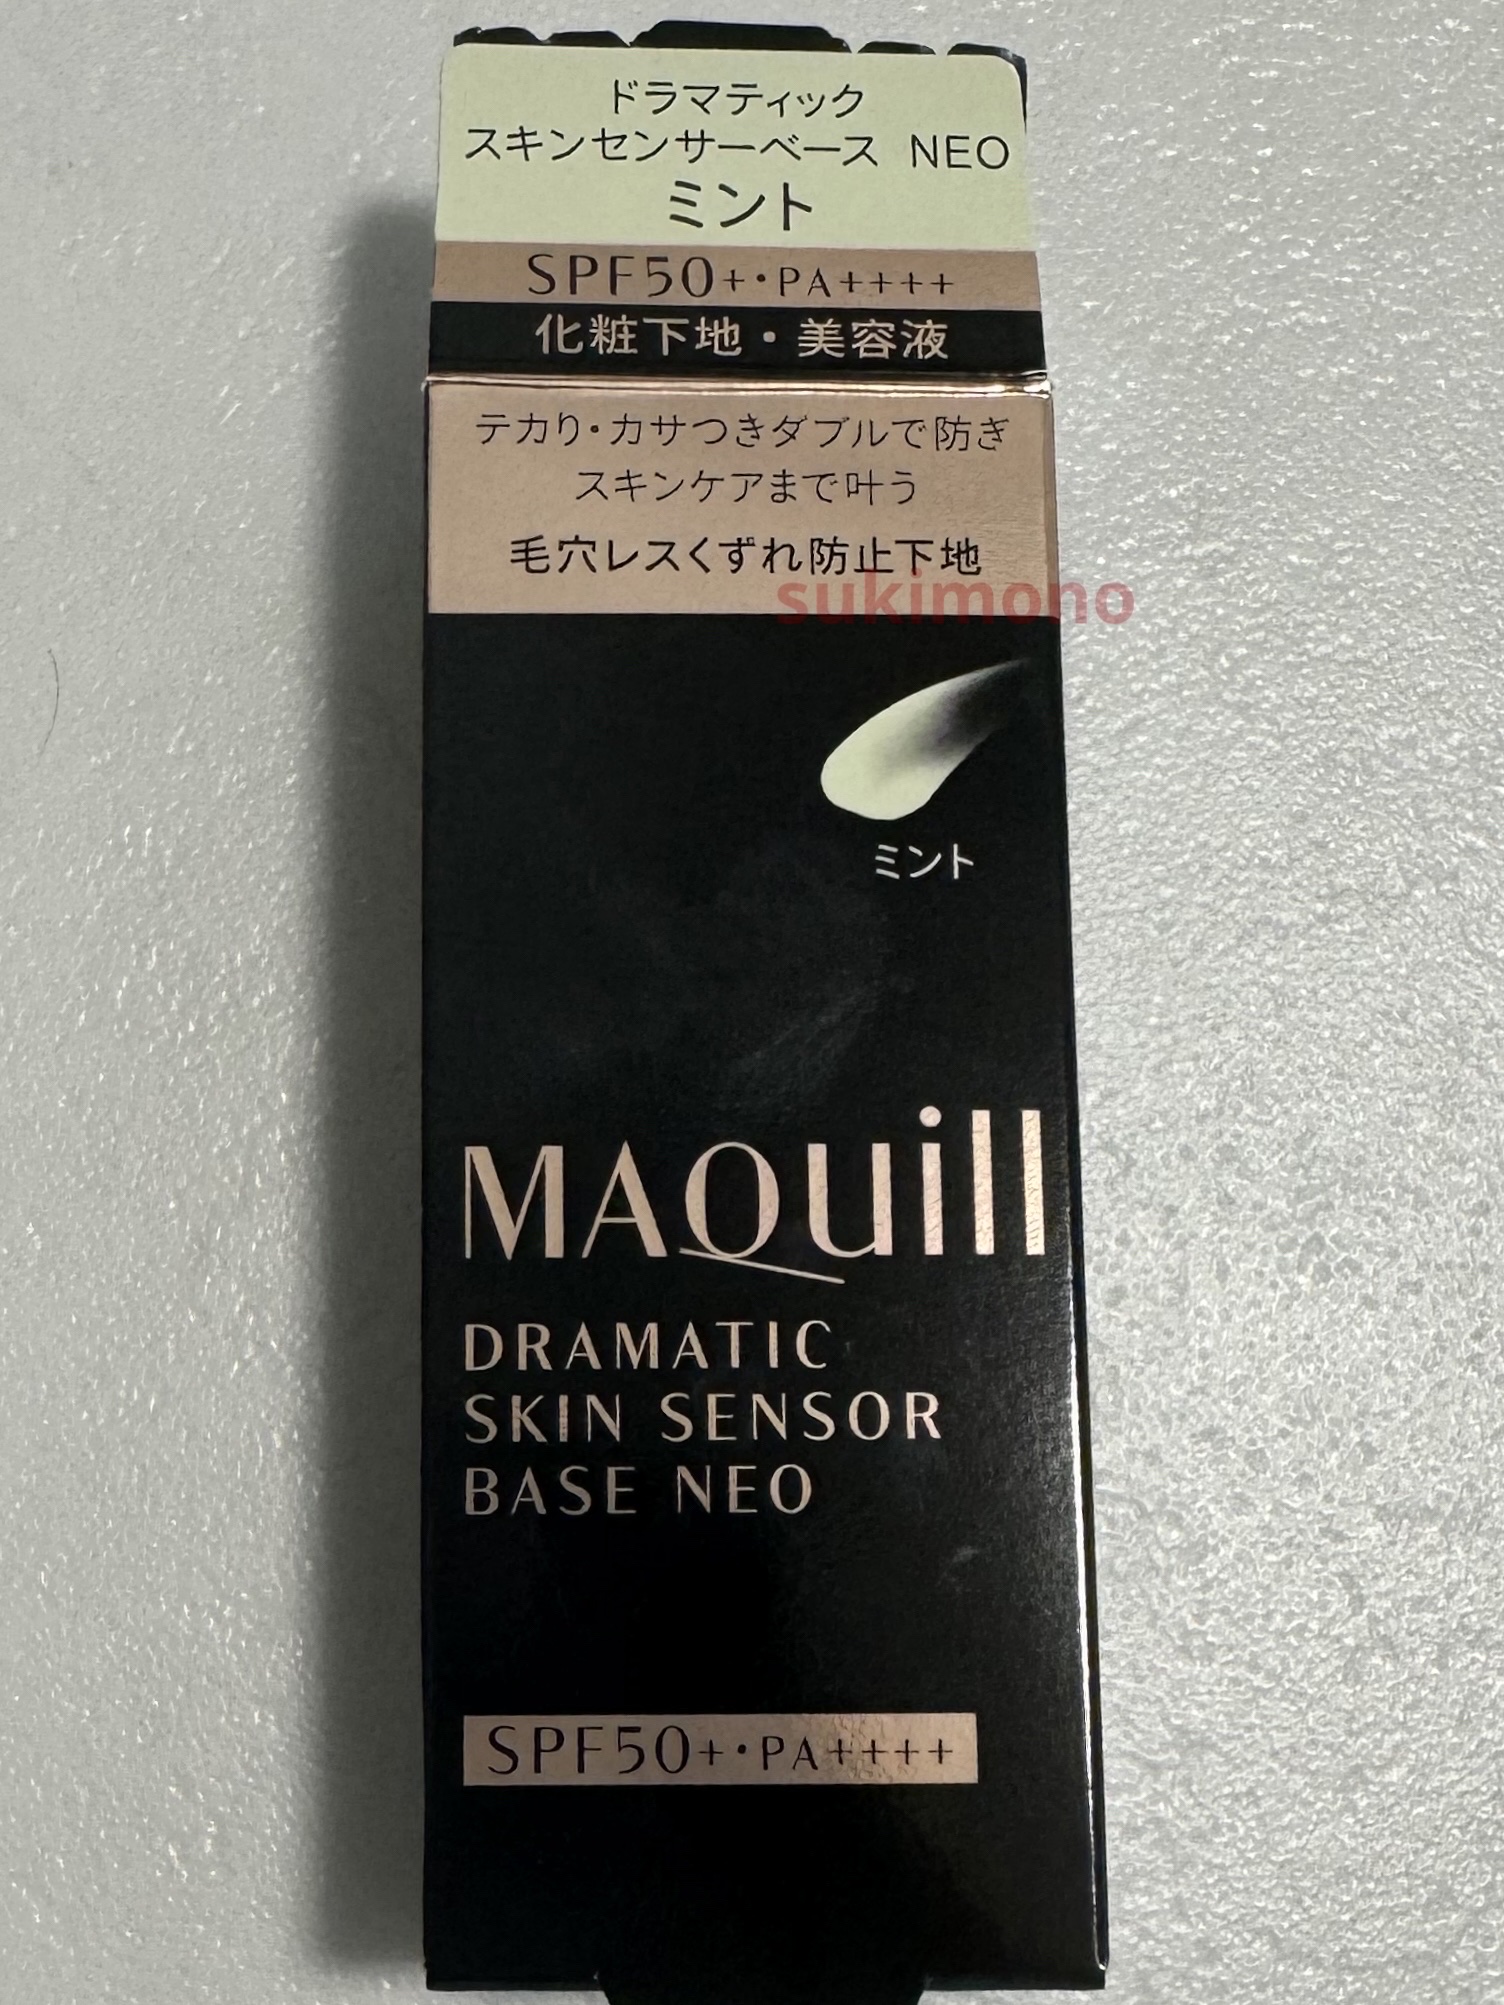 ドラマティック
スキンセンサーベース NEO
ミント
SPF50+・PA++++
化粧下地・美容液
テカり・カサつきダブルで防ぎ
スキンケアまで叶う
毛穴レスくずれ防止下地
sukimono
ミント
MAQuill
DRAMATIC
SKIN SENSOR
BASE NEO
SPF50+・PA++++